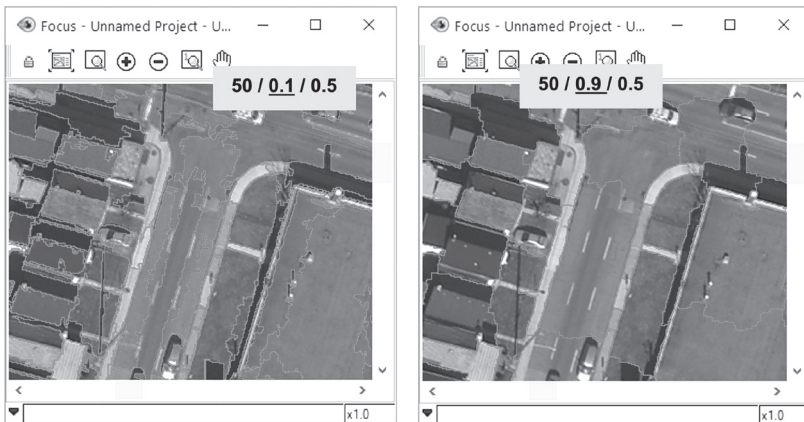 Focus - Unnamed Project - U...
50 / 0.1 / 0.5
x1.0
Focus - Unnamed Project - U...
50 / 0.9 / 0.5
x1.0